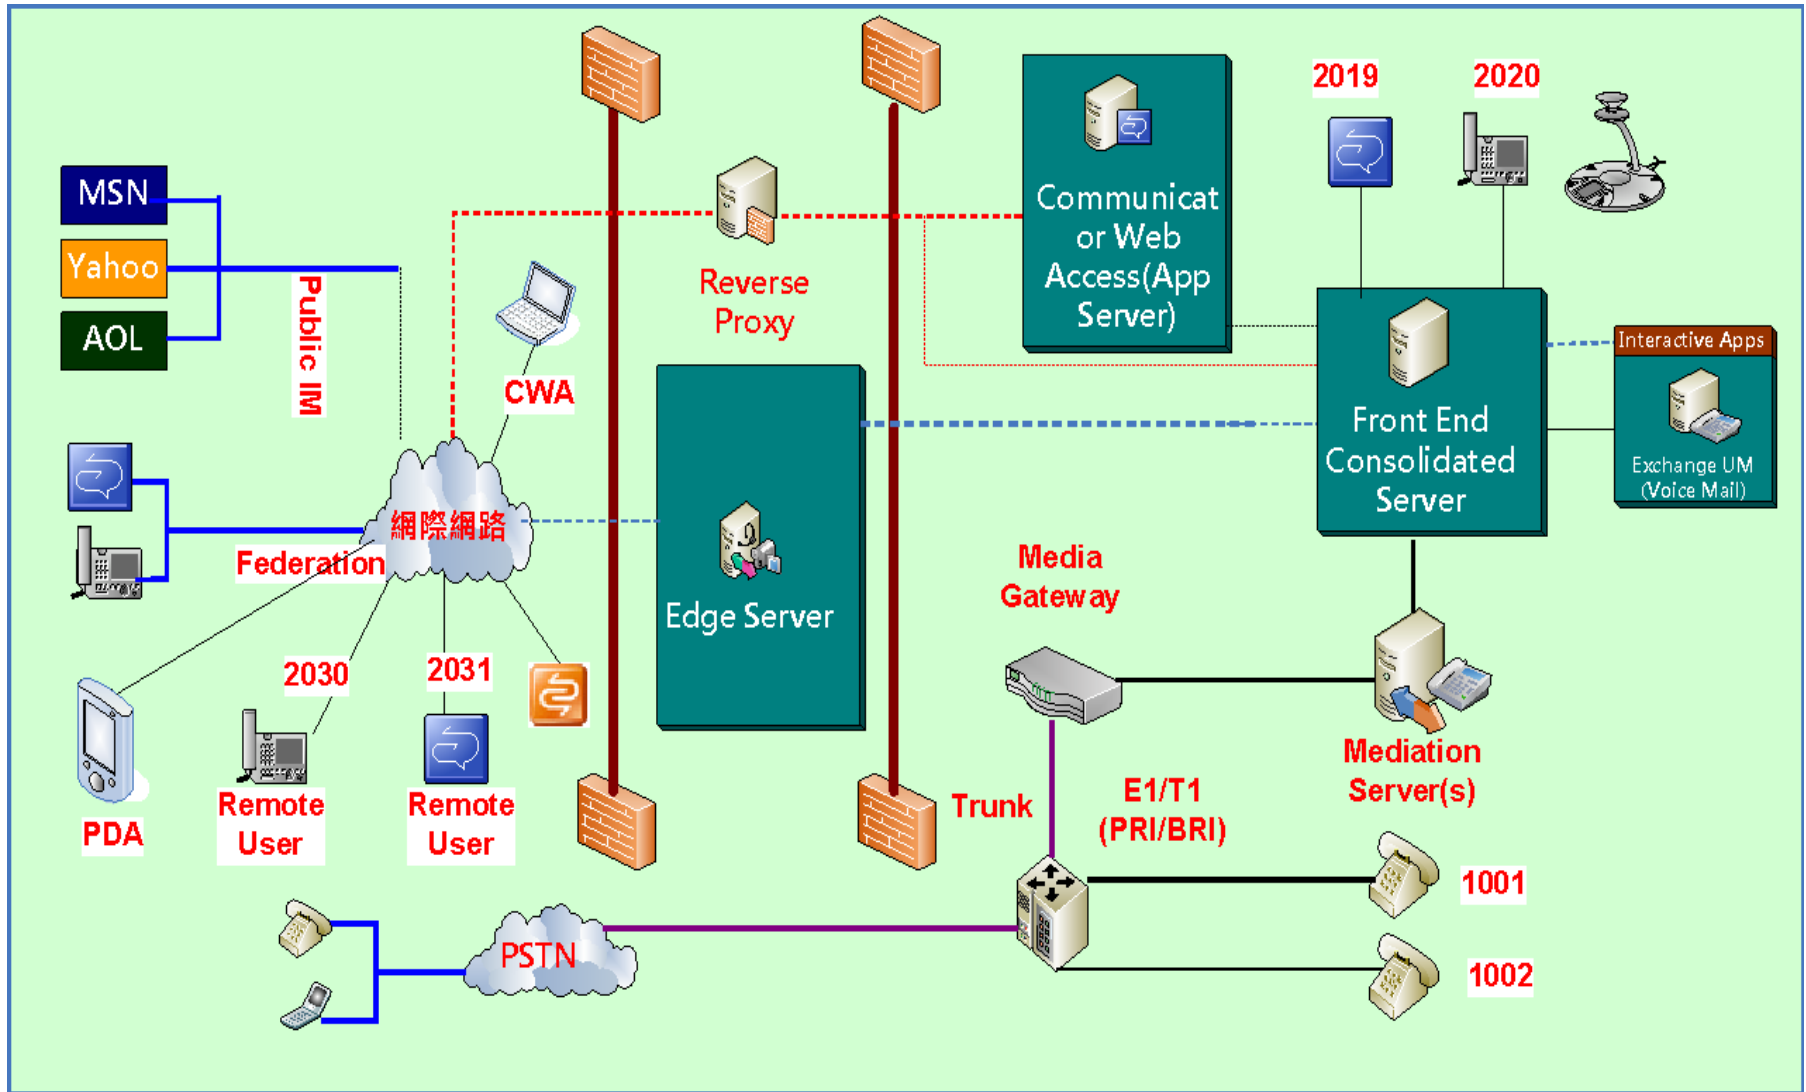 MSN
Yahoo
AOL
Public IM
CWA
Federation
網際網路
PDA
2030
Remote
User
2031
Remote
User
PSTN
Reverse
Proxy
Edge Server
Communicat
or Web
Access(App
Server)
2019
2020
Front End
Consolidated
Server
Interactive Apps
Exchange UM
(Voice Mail)
Media
Gateway
Mediation
Server(s)
Trunk
E1/T1
(PRI/BRI)
1001
1002